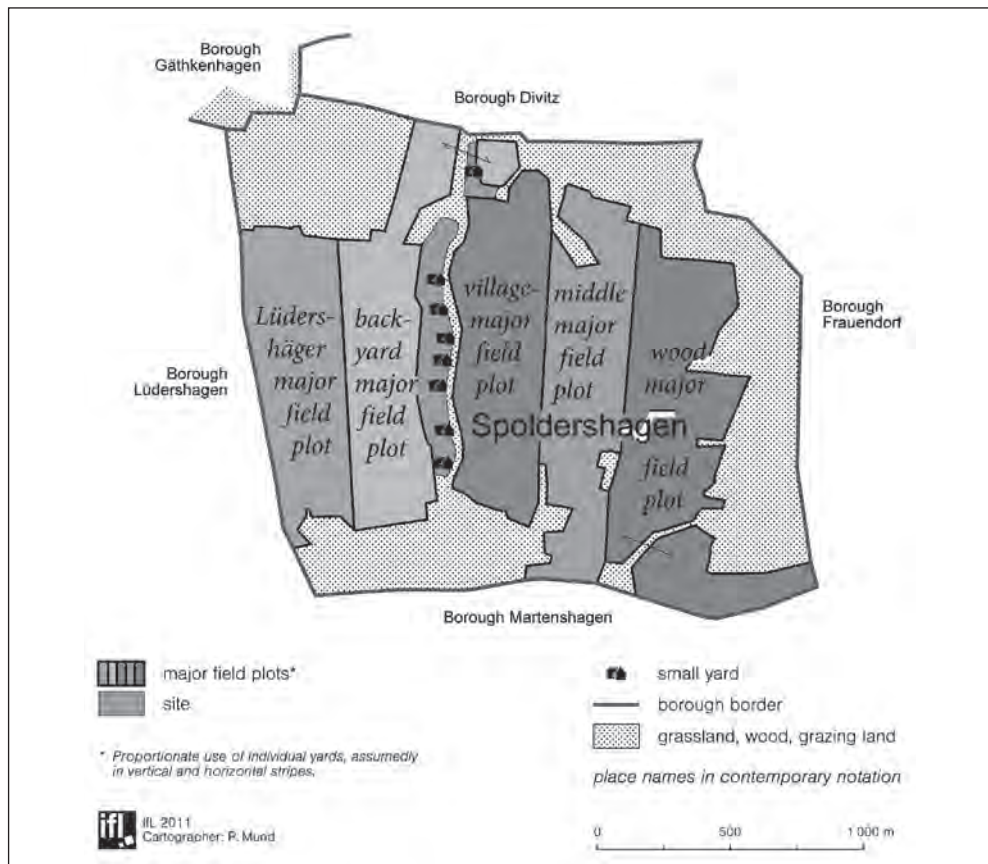 Borough
Gäthkenhagen
Borough Divitz
Borough
Lüdershagen
Lüders-
häger
major
field
plot
back-
yard
major
field
plot
village-
major
field
plot
middle
major
field
plot
wood
major
field
plot
Spoldershagen
Borough
Frauendorf
Borough Martenshagen
major field plots*
site
* Proportionate use of individual yards, assumedly
in vertical and horizontal stripes.
small yard
borough border
grassland, wood, grazing land
place names in contemporary notation
ifl
IfL 2011
Cartographer: P. Mund
0 500 1 000 m